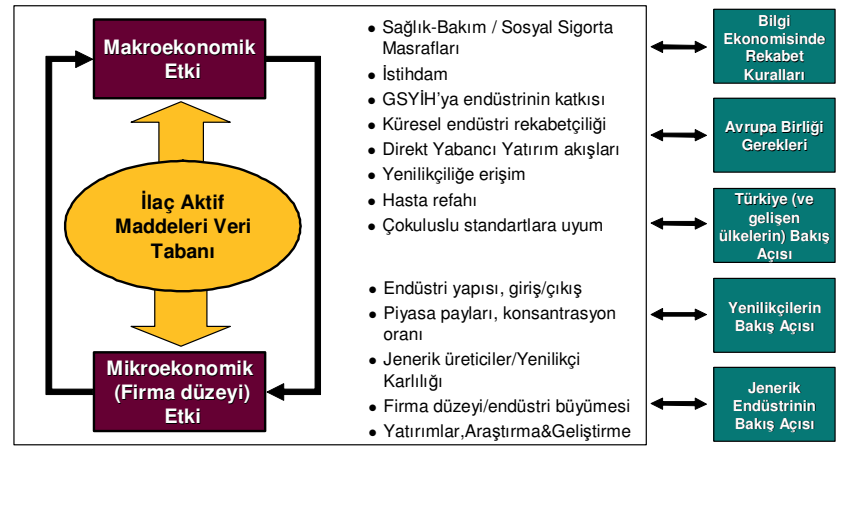 Makroekonomik
Etki
İlaç Aktif
Maddeleri Veri
Tabanı
Mikroekonomik
(Firma düzeyi)
Etki
● Sağlık-Bakım / Sosyal Sigorta
Masrafları
● İstihdam
● GSYİH'ya endüstrinin katkısı
● Küresel endüstri rekabetçiliği
● Direkt Yabancı Yatırım akışları
● Yenilikçiliğe erişim
● Hasta refahı
● Çokuluslu standartlara uyum
● Endüstri yapısı, giriş/çıkış
● Piyasa payları, konsantrasyon
oranı
● Jenerik üreticiler/Yenilikçi
Karlılığı
● Firma düzeyi/endüstri büyümesi
● Yatırımlar,Araştırma&Geliştirme
Bilgi
Ekonomisinde
Rekabet
Kuralları
Avrupa Birliği
Gerekleri
Türkiye (ve
gelişen
ülkelerin) Bakış
Açısı
Yenilikçilerin
Bakış Açısı
Jenerik
Endüstrinin
Bakış Açısı